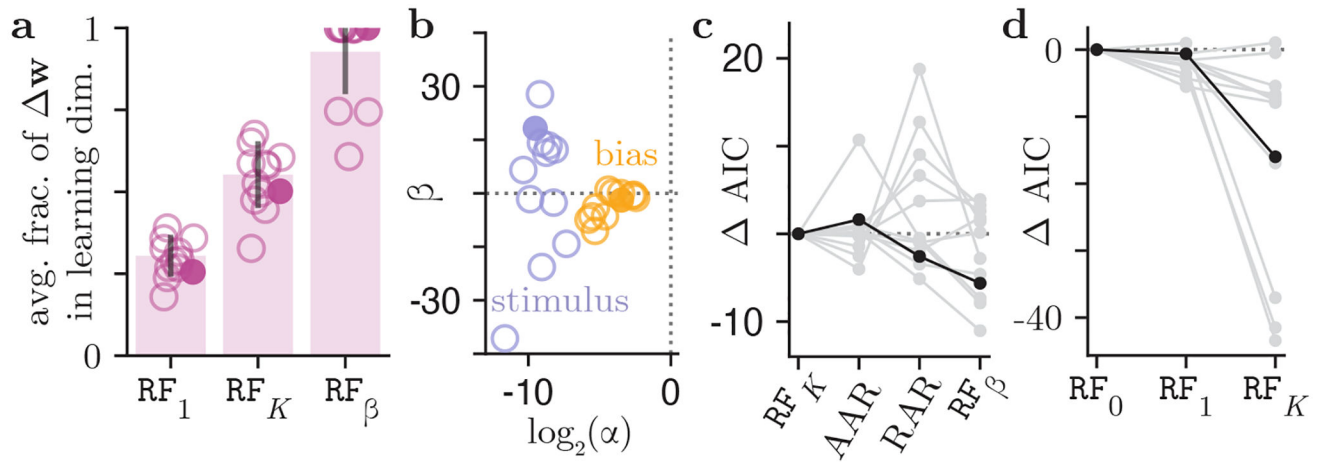 a
avg. frac. of Δw
in learning dim.
1
0
RF1
RFK
RFβ
b
β
30
-30
bias
stimulus
-10
0
log2(α)
c
Δ AIC
20
-10
RFK
AAR
RAR
RFβ
d
Δ AIC
0
-40
RF0
RF1
RFK